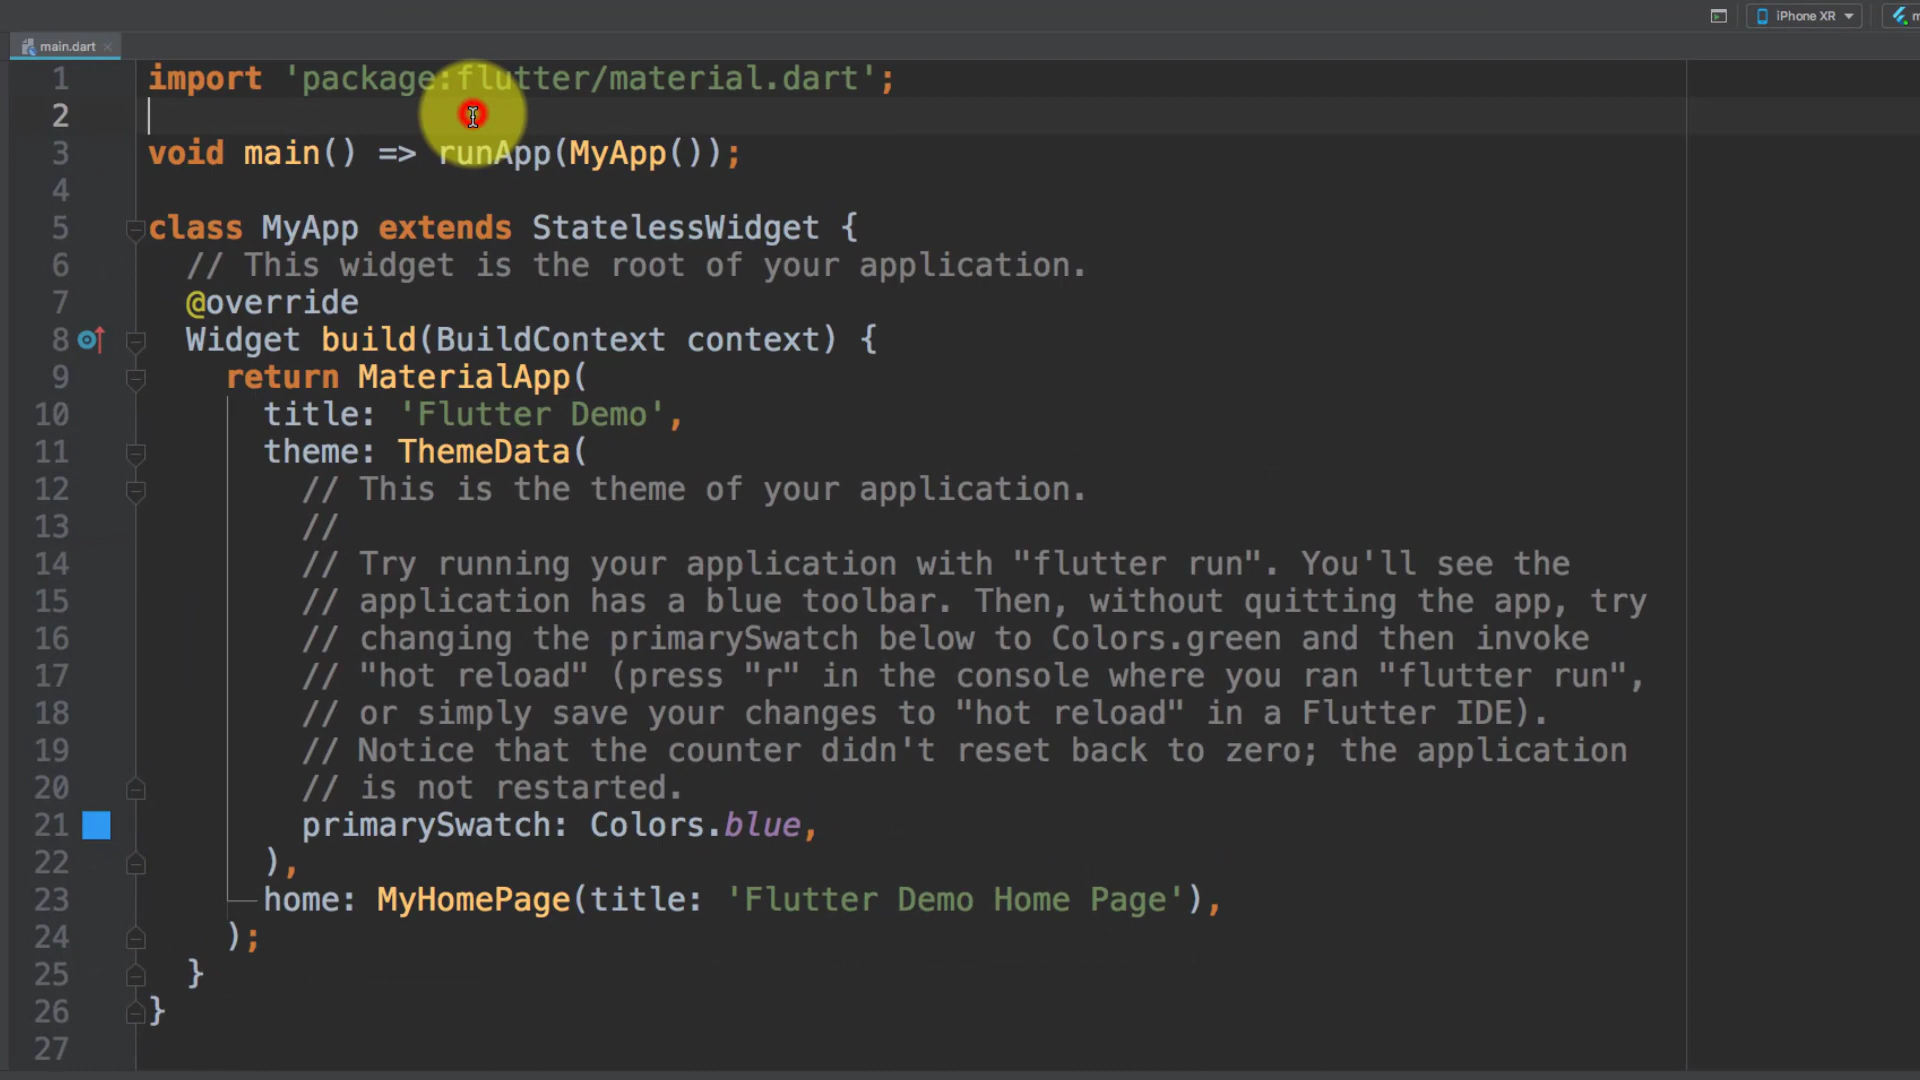 iPhone XR
m
main.dart
1 import 'package:flutter/material.dart';
2
3 void main() => runApp(MyApp());
4
5 class MyApp extends StatelessWidget {
6 // This widget is the root of your application.
7 @override
8 Widget build(BuildContext context) {
9 return MaterialApp(
10 title: 'Flutter Demo',
11 theme: ThemeData(
12 // This is the theme of your application.
13 //
14 // Try running your application with "flutter run". You'll see the
15 // application has a blue toolbar. Then, without quitting the app, try
16 // changing the primarySwatch below to Colors.green and then invoke
17 // "hot reload" (press "r" in the console where you ran "flutter run",
18 // or simply save your changes to "hot reload" in a Flutter IDE).
19 // Notice that the counter didn't reset back to zero; the application
20 // is not restarted.
21 primarySwatch: Colors.blue,
22 ),
23 home: MyHomePage(title: 'Flutter Demo Home Page'),
24 );
25 }
26 }
27